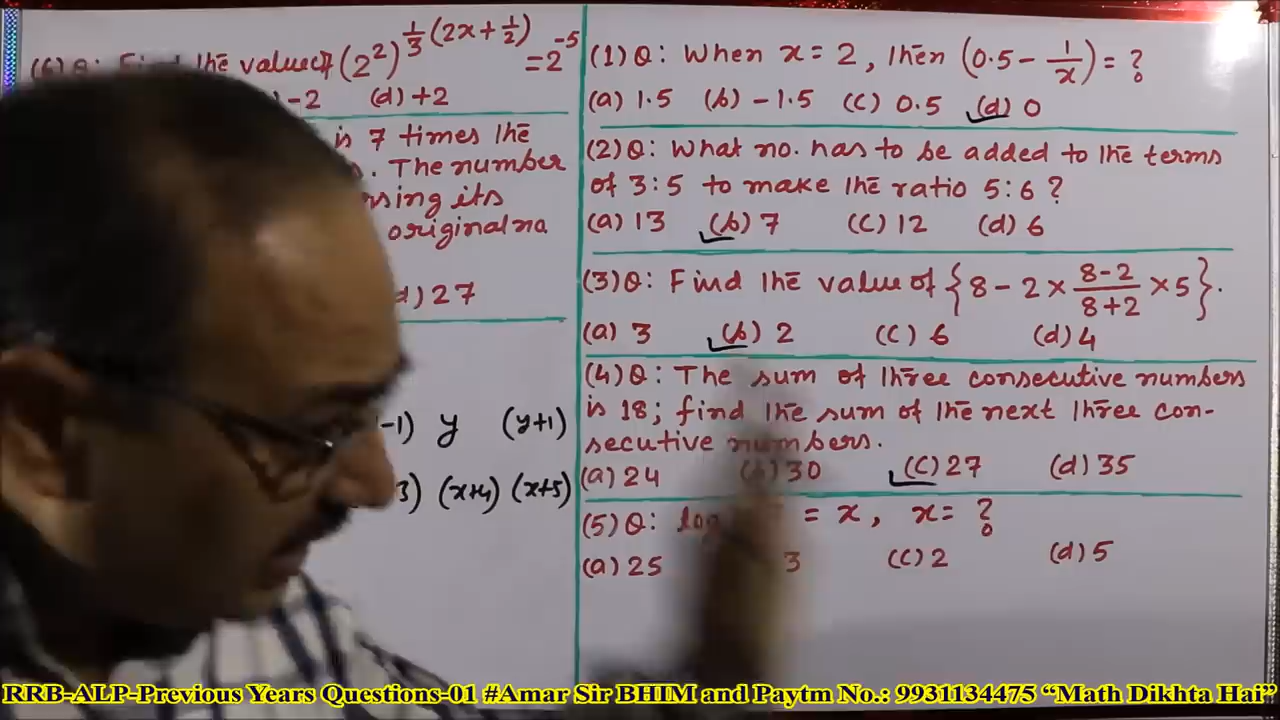 (6)Q: Find the value of (2²)^{1/3(2x+1/2)} = 2⁻⁵
-2 (d) +2
is 7 times the
The number
its
original no
27
-1) y (y+1)
3) (x+4) (x+5)
(1)Q: When x = 2, then (0.5 - 1/x) = ?
(a) 1.5 (b) -1.5 (c) 0.5 (d) 0
(2)Q: What no. has to be added to the terms
of 3:5 to make the ratio 5:6 ?
(a) 13 (b) 7 (c) 12 (d) 6
(3)Q: Find the value of {8 - 2 × (8-2)/(8+2) × 5}.
(a) 3 (b) 2 (c) 6 (d) 4
(4)Q: The sum of three consecutive numbers
is 18; find the sum of the next three con-
secutive numbers.
(a) 24 (b) 30 (c) 27 (d) 35
(5)Q: log = x, x = ?
(a) 25 3 (c) 2 (d) 5
RRB-ALP-Previous Years Questions-01 #Amar Sir BHIM and Paytm No.: 9931134475 “Math Dikhta Hai”